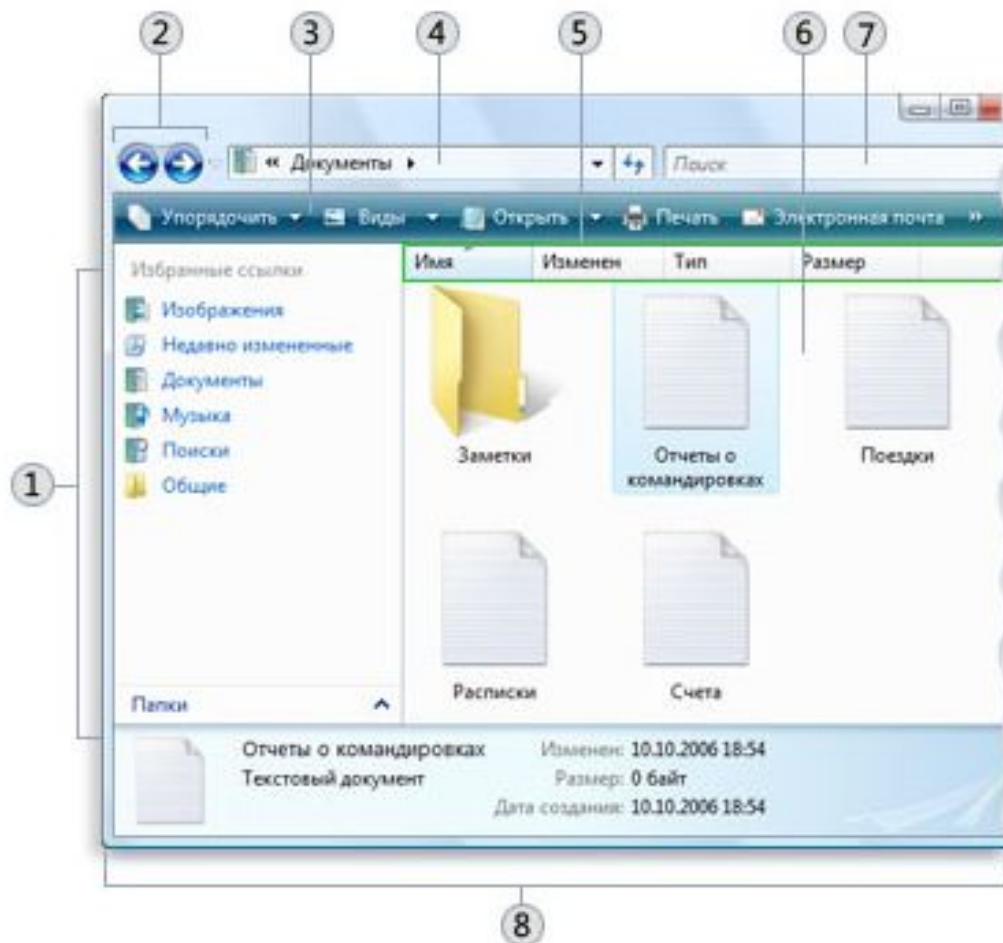 2 3 4 5 6 7
« Документы
Поиск
Упорядочить Виды Открыть Печать Электронная почта »
Избранные ссылки
Имя Изменен Тип Размер
Изображения
Недавно измененные
Документы
Музыка
Поиски
Общие
Заметки
Отчеты о
командировках
Поездки
1
Расписки
Счета
Папки
Отчеты о командировках
Текстовый документ
Изменен: 10.10.2006 18:54
Размер: 0 байт
Дата создания: 10.10.2006 18:54
8